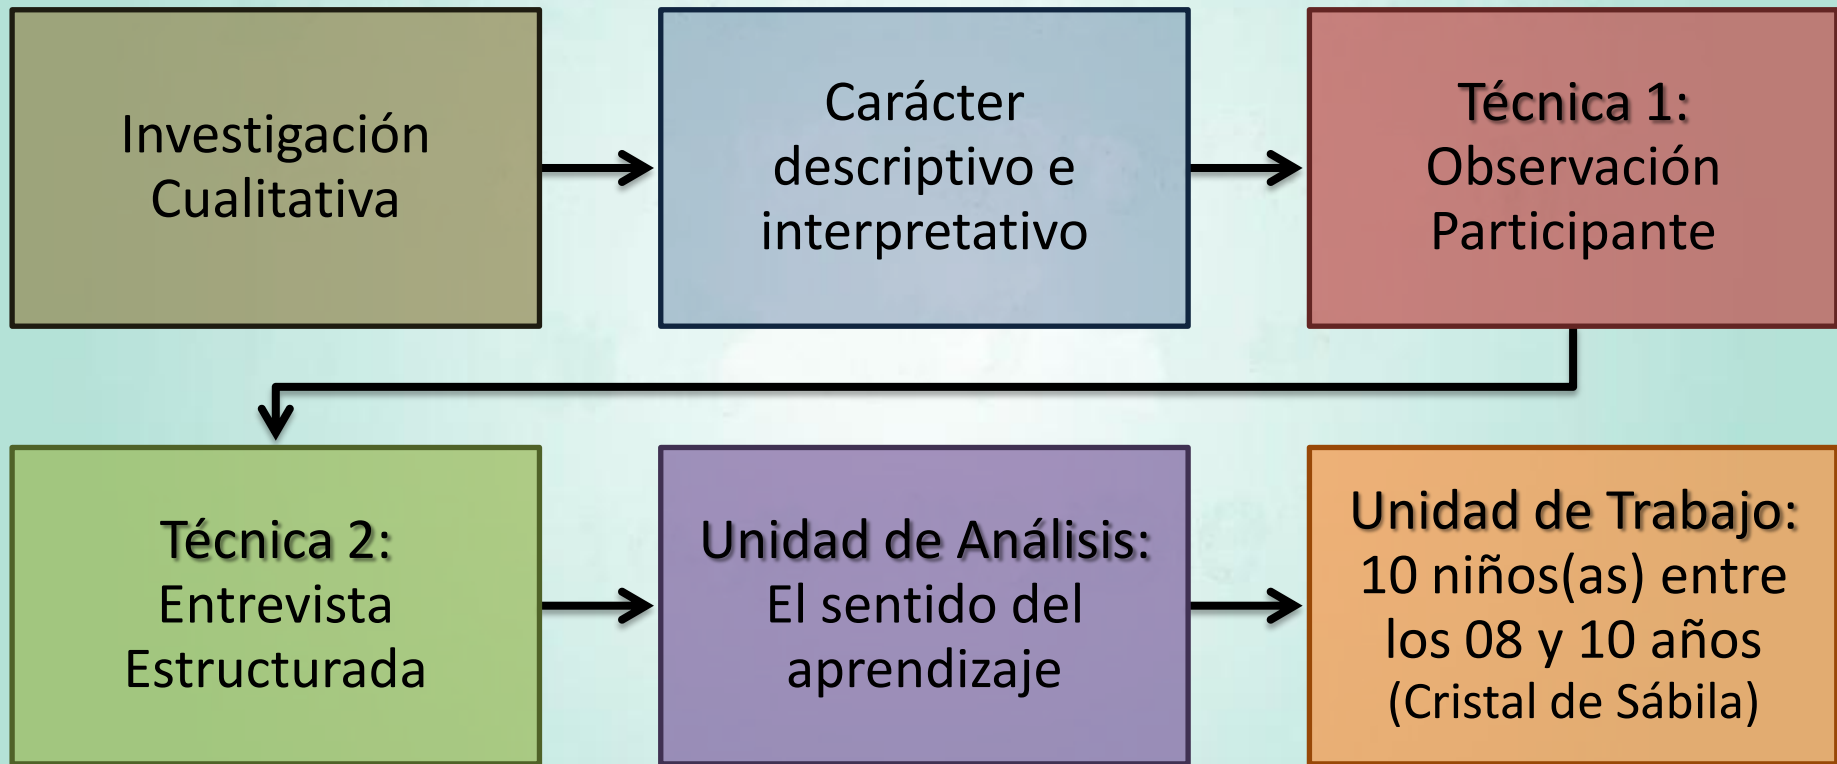 Investigación
Cualitativa
Carácter
descriptivo e
interpretativo
Técnica 1:
Observación
Participante
Técnica 2:
Entrevista
Estructurada
Unidad de Análisis:
El sentido del
aprendizaje
Unidad de Trabajo:
10 niños(as) entre
los 08 y 10 años
(Cristal de Sábila)